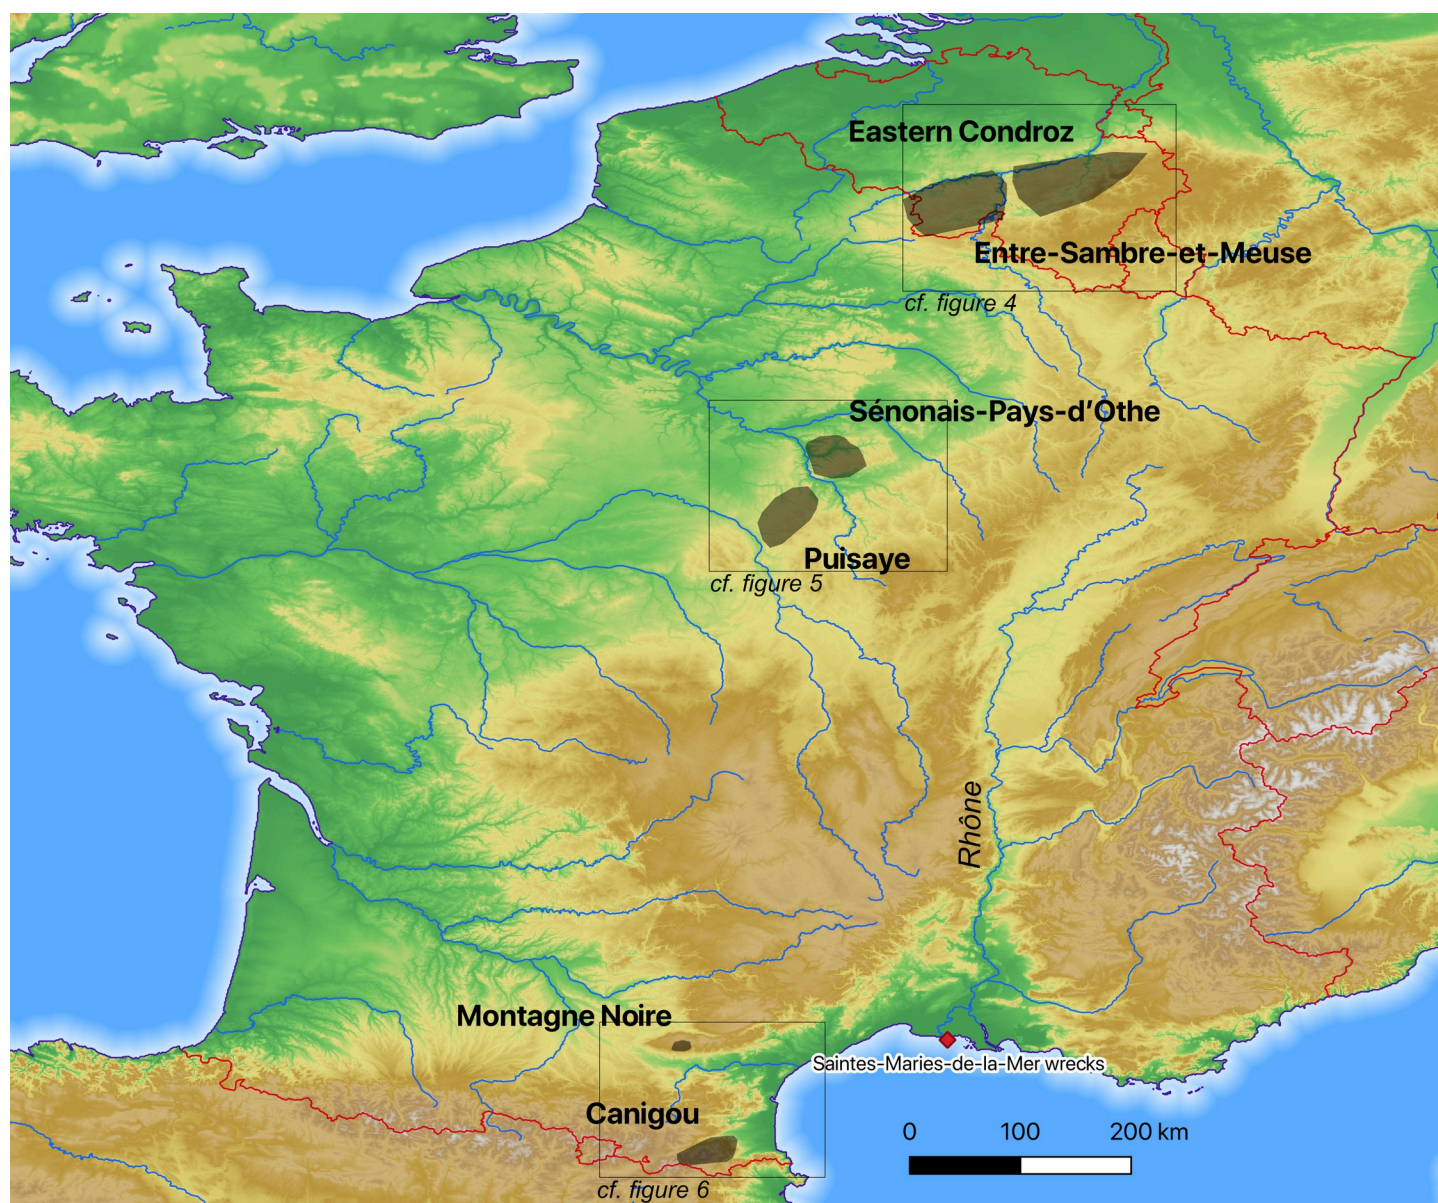 Eastern Condroz
Entre-Sambre-et-Meuse
cf. figure 4
Sénonais-Pays-d’Othe
Puisaye
cf. figure 5
Rhône
Montagne Noire
Saintes-Maries-de-la-Mer wrecks
Canigou
0 100 200 km
cf. figure 6